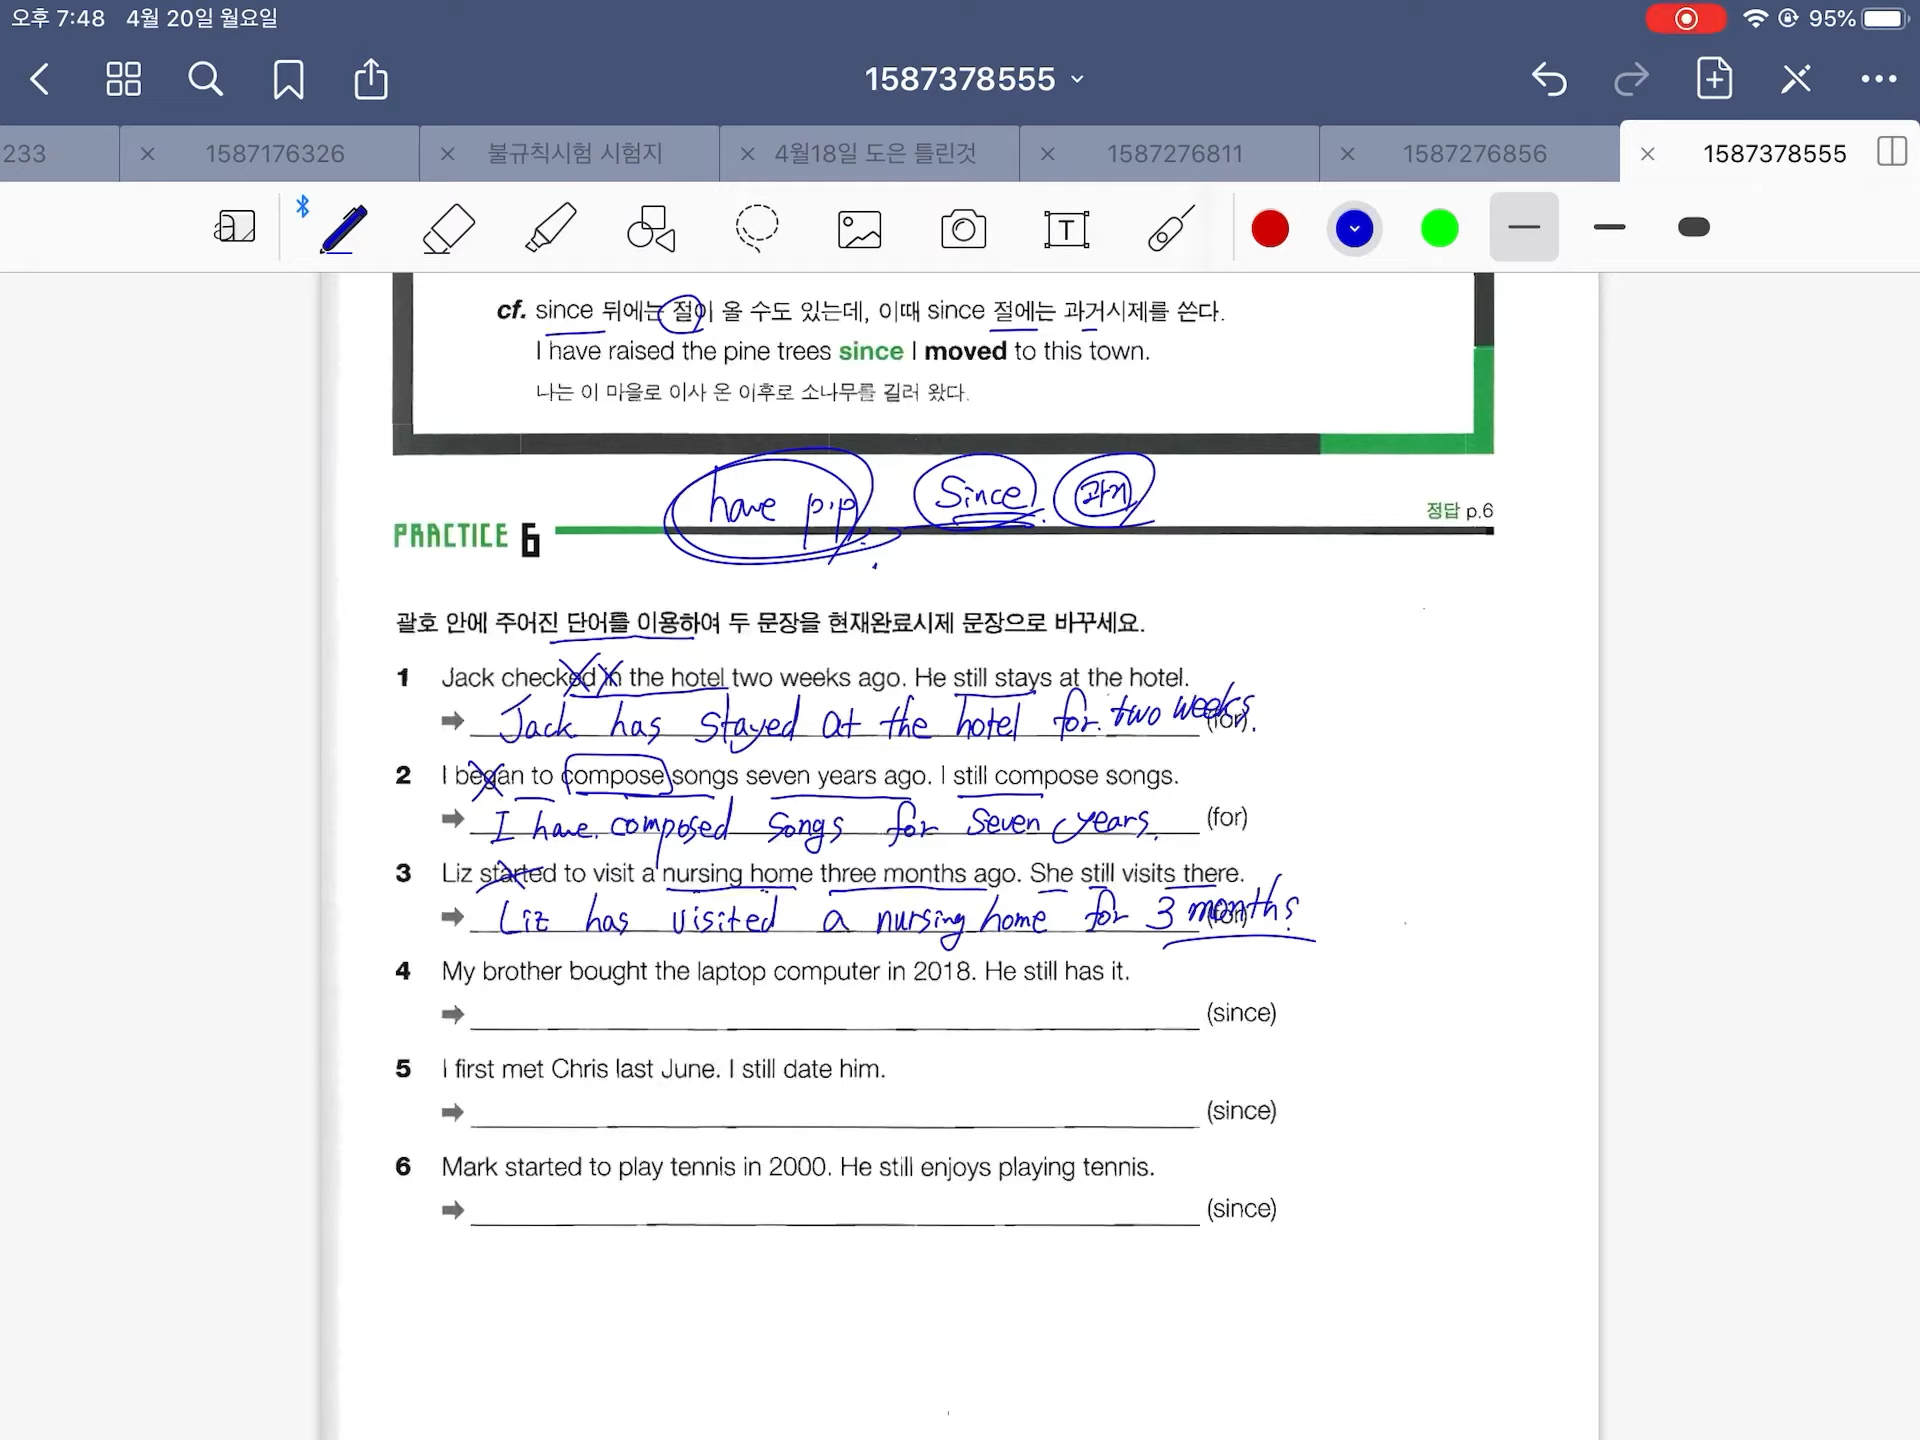 오후 7:48 4월 20일 월요일 95%
1587378555
233 1587176326 불규칙시험 시험지 4월18일 도은 틀린것 1587276811 1587276856 1587378555
cf. since 뒤에는 절이 올 수도 있는데, 이때 since 절에는 과거시제를 쓴다.
I have raised the pine trees since I moved to this town.
나는 이 마을로 이사 온 이후로 소나무를 길러 왔다.
have p.p Since 과거
정답 p.6
PRACTICE 6
괄호 안에 주어진 단어를 이용하여 두 문장을 현재완료시제 문장으로 바꾸세요.
1 Jack checked in the hotel two weeks ago. He still stays at the hotel.
➡ Jack has stayed at the hotel for two weeks. (for)
2 I began to compose songs seven years ago. I still compose songs.
➡ I have composed songs for seven years. (for)
3 Liz started to visit a nursing home three months ago. She still visits there.
➡ Liz has visited a nursing home for 3 months. (for)
4 My brother bought the laptop computer in 2018. He still has it.
➡ (since)
5 I first met Chris last June. I still date him.
➡ (since)
6 Mark started to play tennis in 2000. He still enjoys playing tennis.
➡ (since)